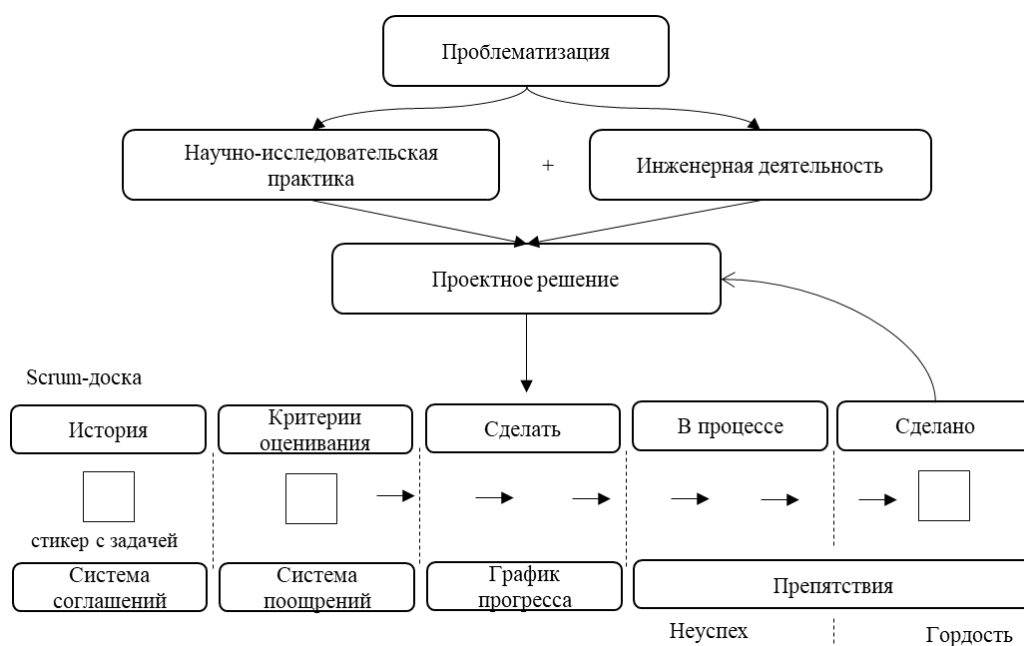 Проблематизация
Научно-исследовательская
практика
+
Инженерная деятельность
Проектное решение
Scrum-доска
История
Критерии
оценивания
Сделать
В процессе
Сделано
стикер с задачей
Система
соглашений
Система
поощрений
График
прогресса
Препятствия
Неуспех
Гордость